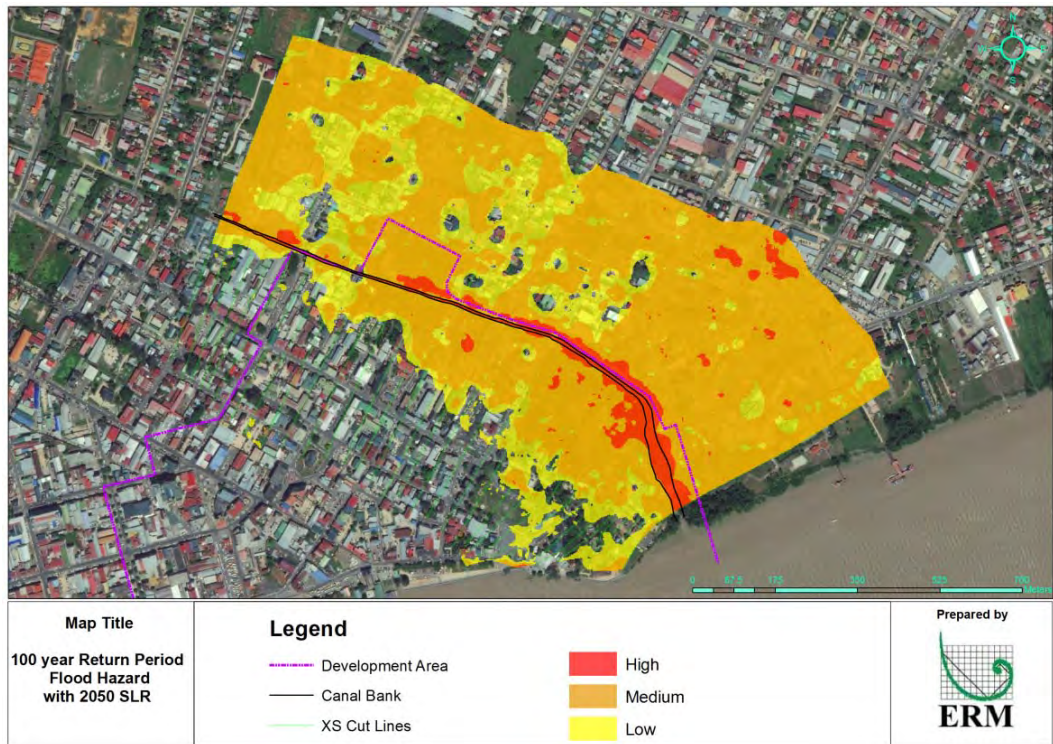 N
W
E
S
0
87.5
175
350
525
700
Meters
Map Title
100 year Return Period
Flood Hazard
with 2050 SLR
Legend
Development Area
Canal Bank
XS Cut Lines
High
Medium
Low
Prepared by
ERM